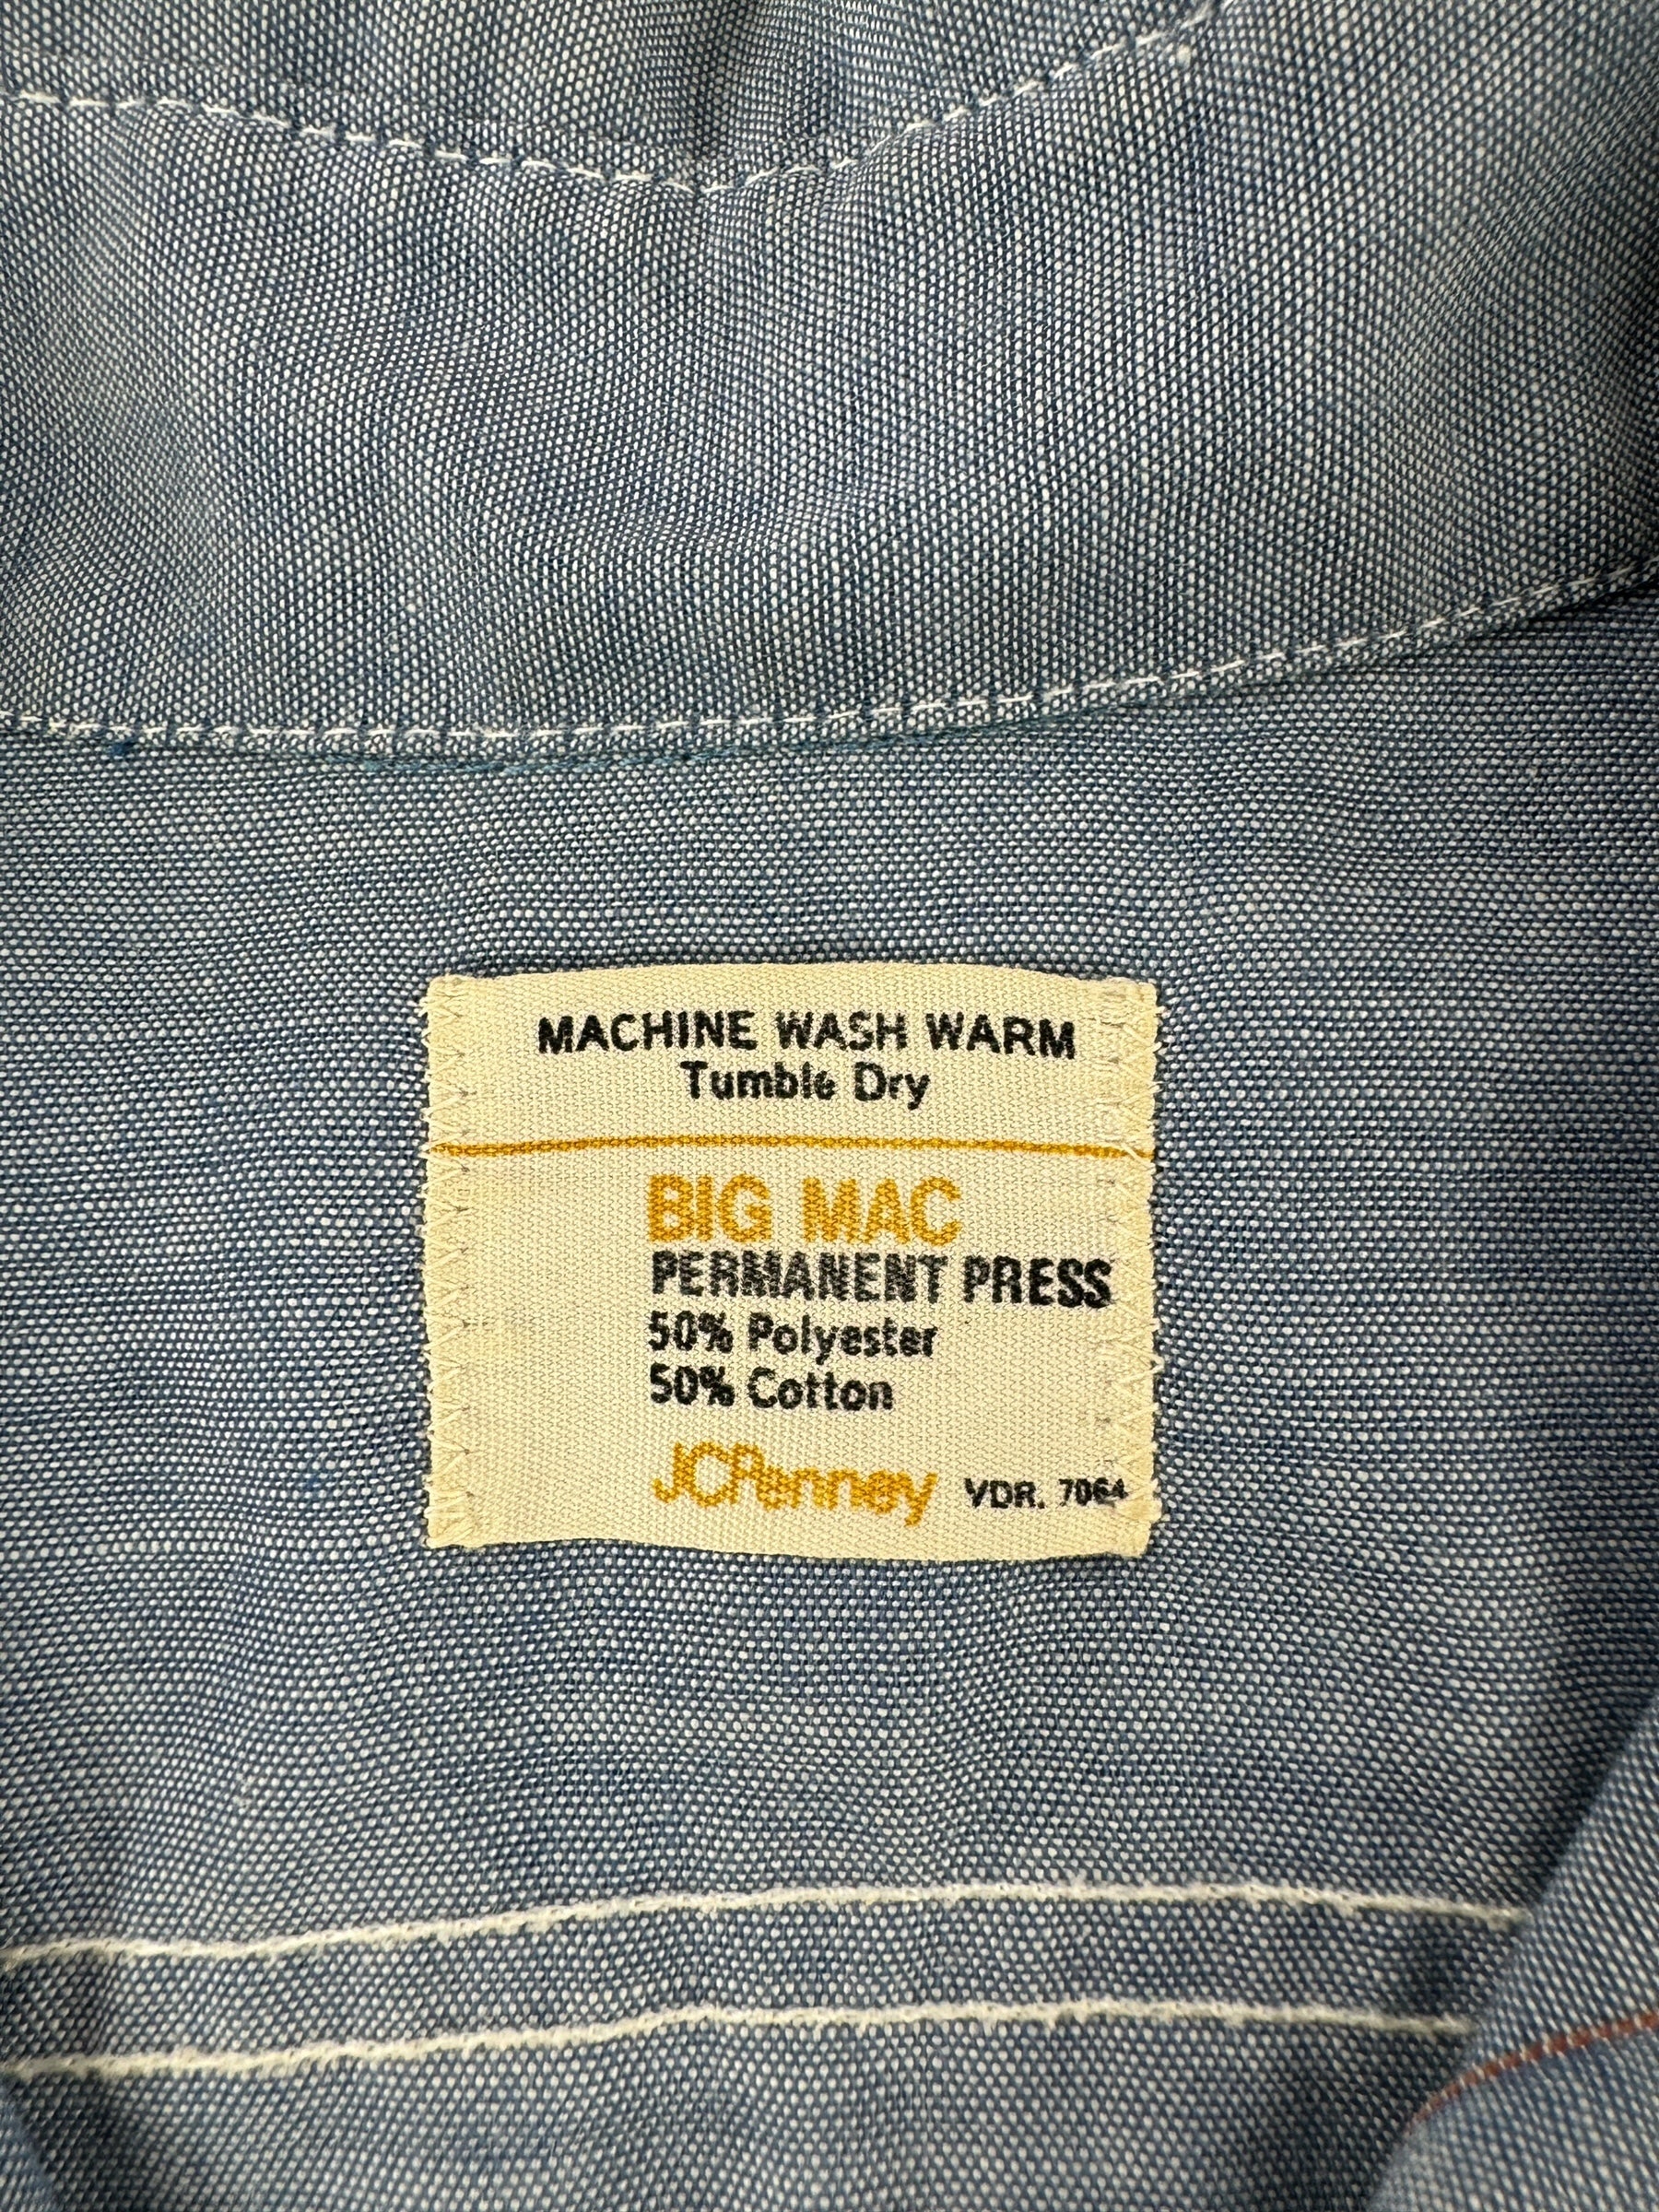 MACHINE WASH WARM
Tumble Dry
BIG MAC
PERMANENT PRESS
50% Polyester
50% Cotton
JCPenney VDR. 7064